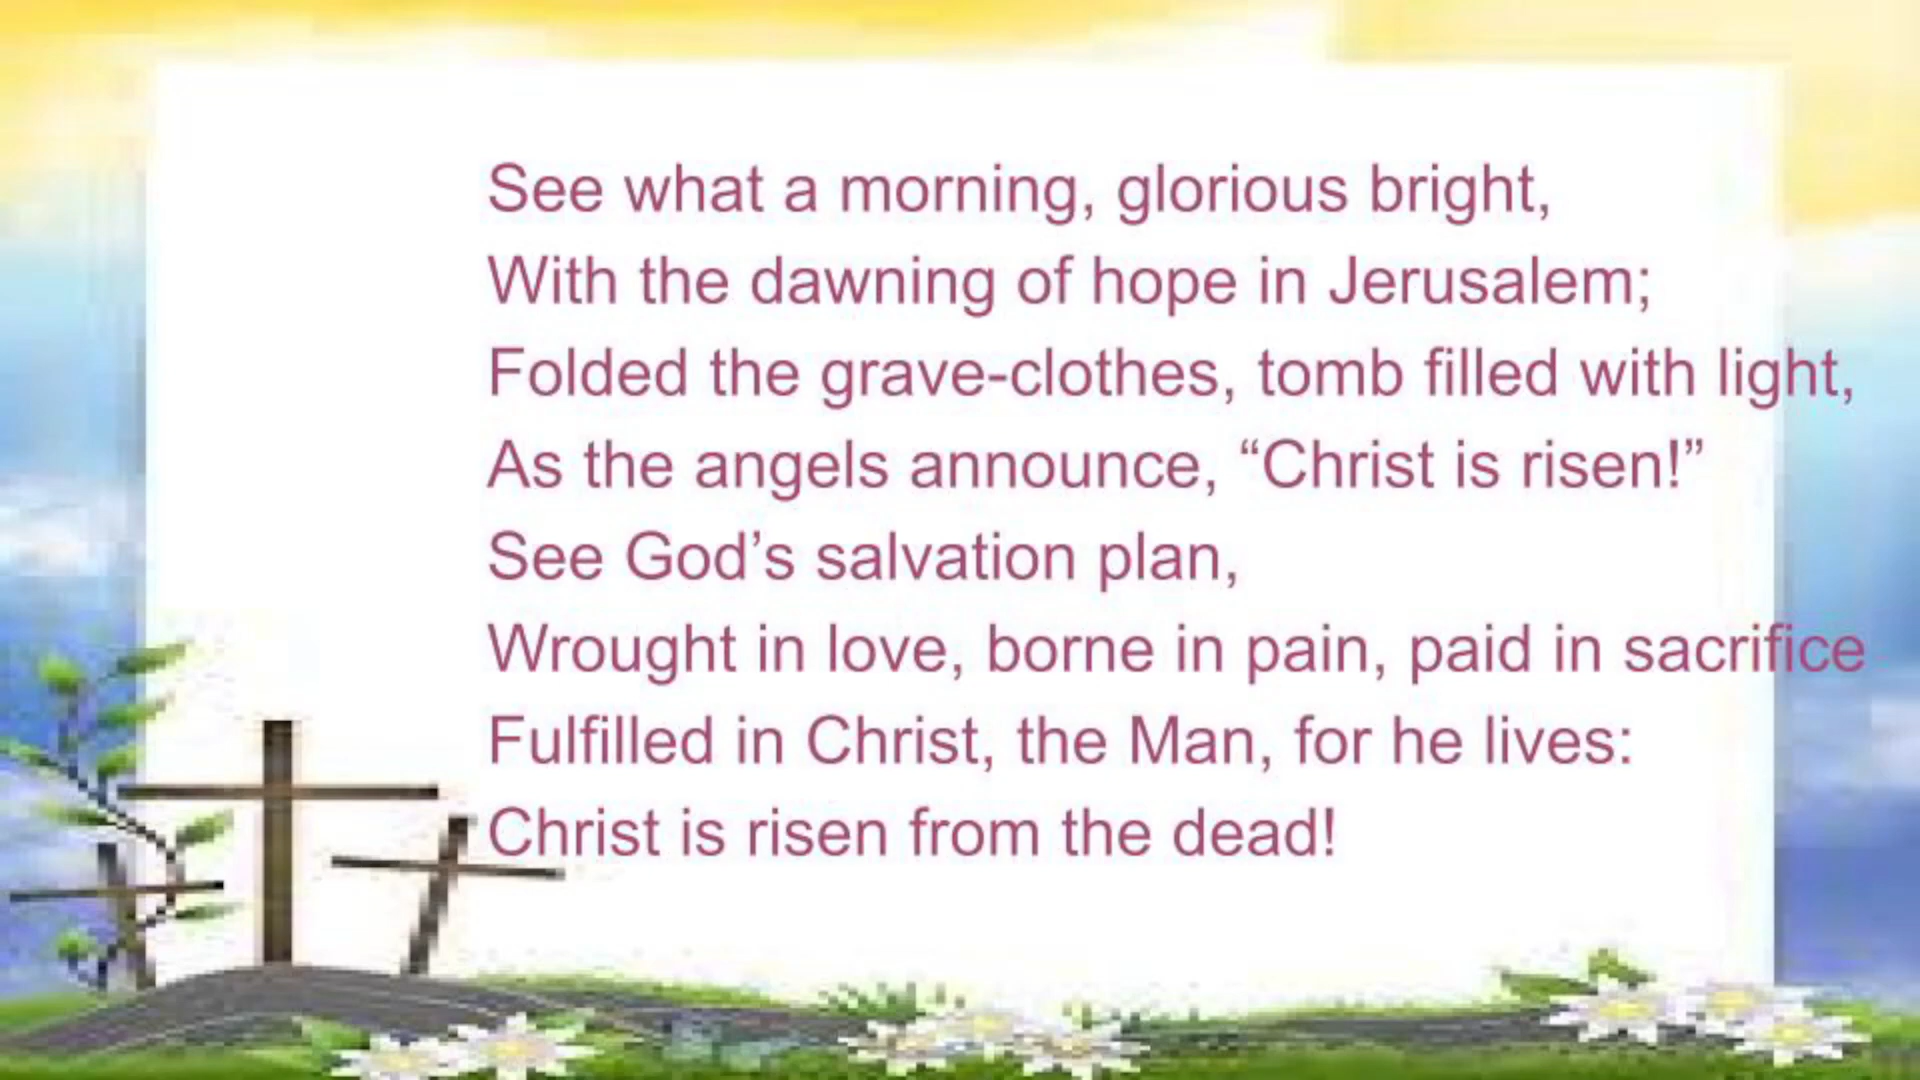 See what a morning, glorious bright,
With the dawning of hope in Jerusalem;
Folded the grave-clothes, tomb filled with light,
As the angels announce, “Christ is risen!”
See God’s salvation plan,
Wrought in love, borne in pain, paid in sacrifice
Fulfilled in Christ, the Man, for he lives:
Christ is risen from the dead!